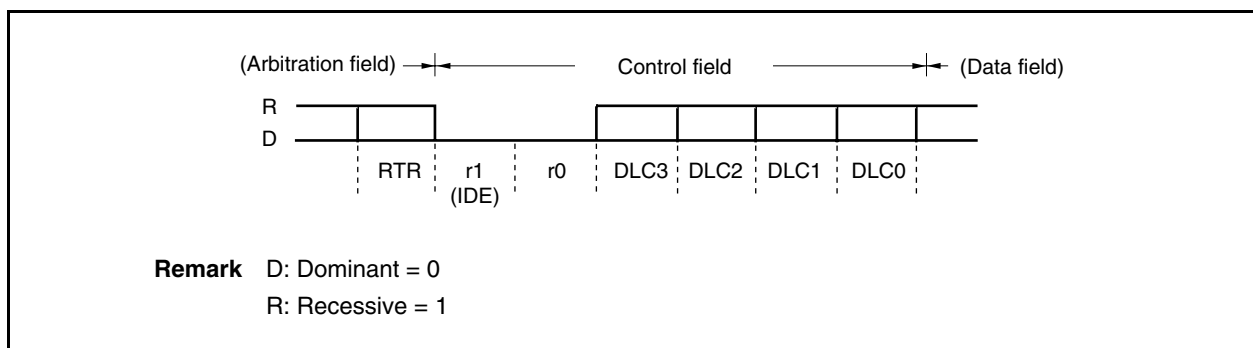 (Arbitration field) Control field (Data field)
R
D
RTR r1 r0 DLC3 DLC2 DLC1 DLC0
(IDE)
Remark D: Dominant = 0
R: Recessive = 1